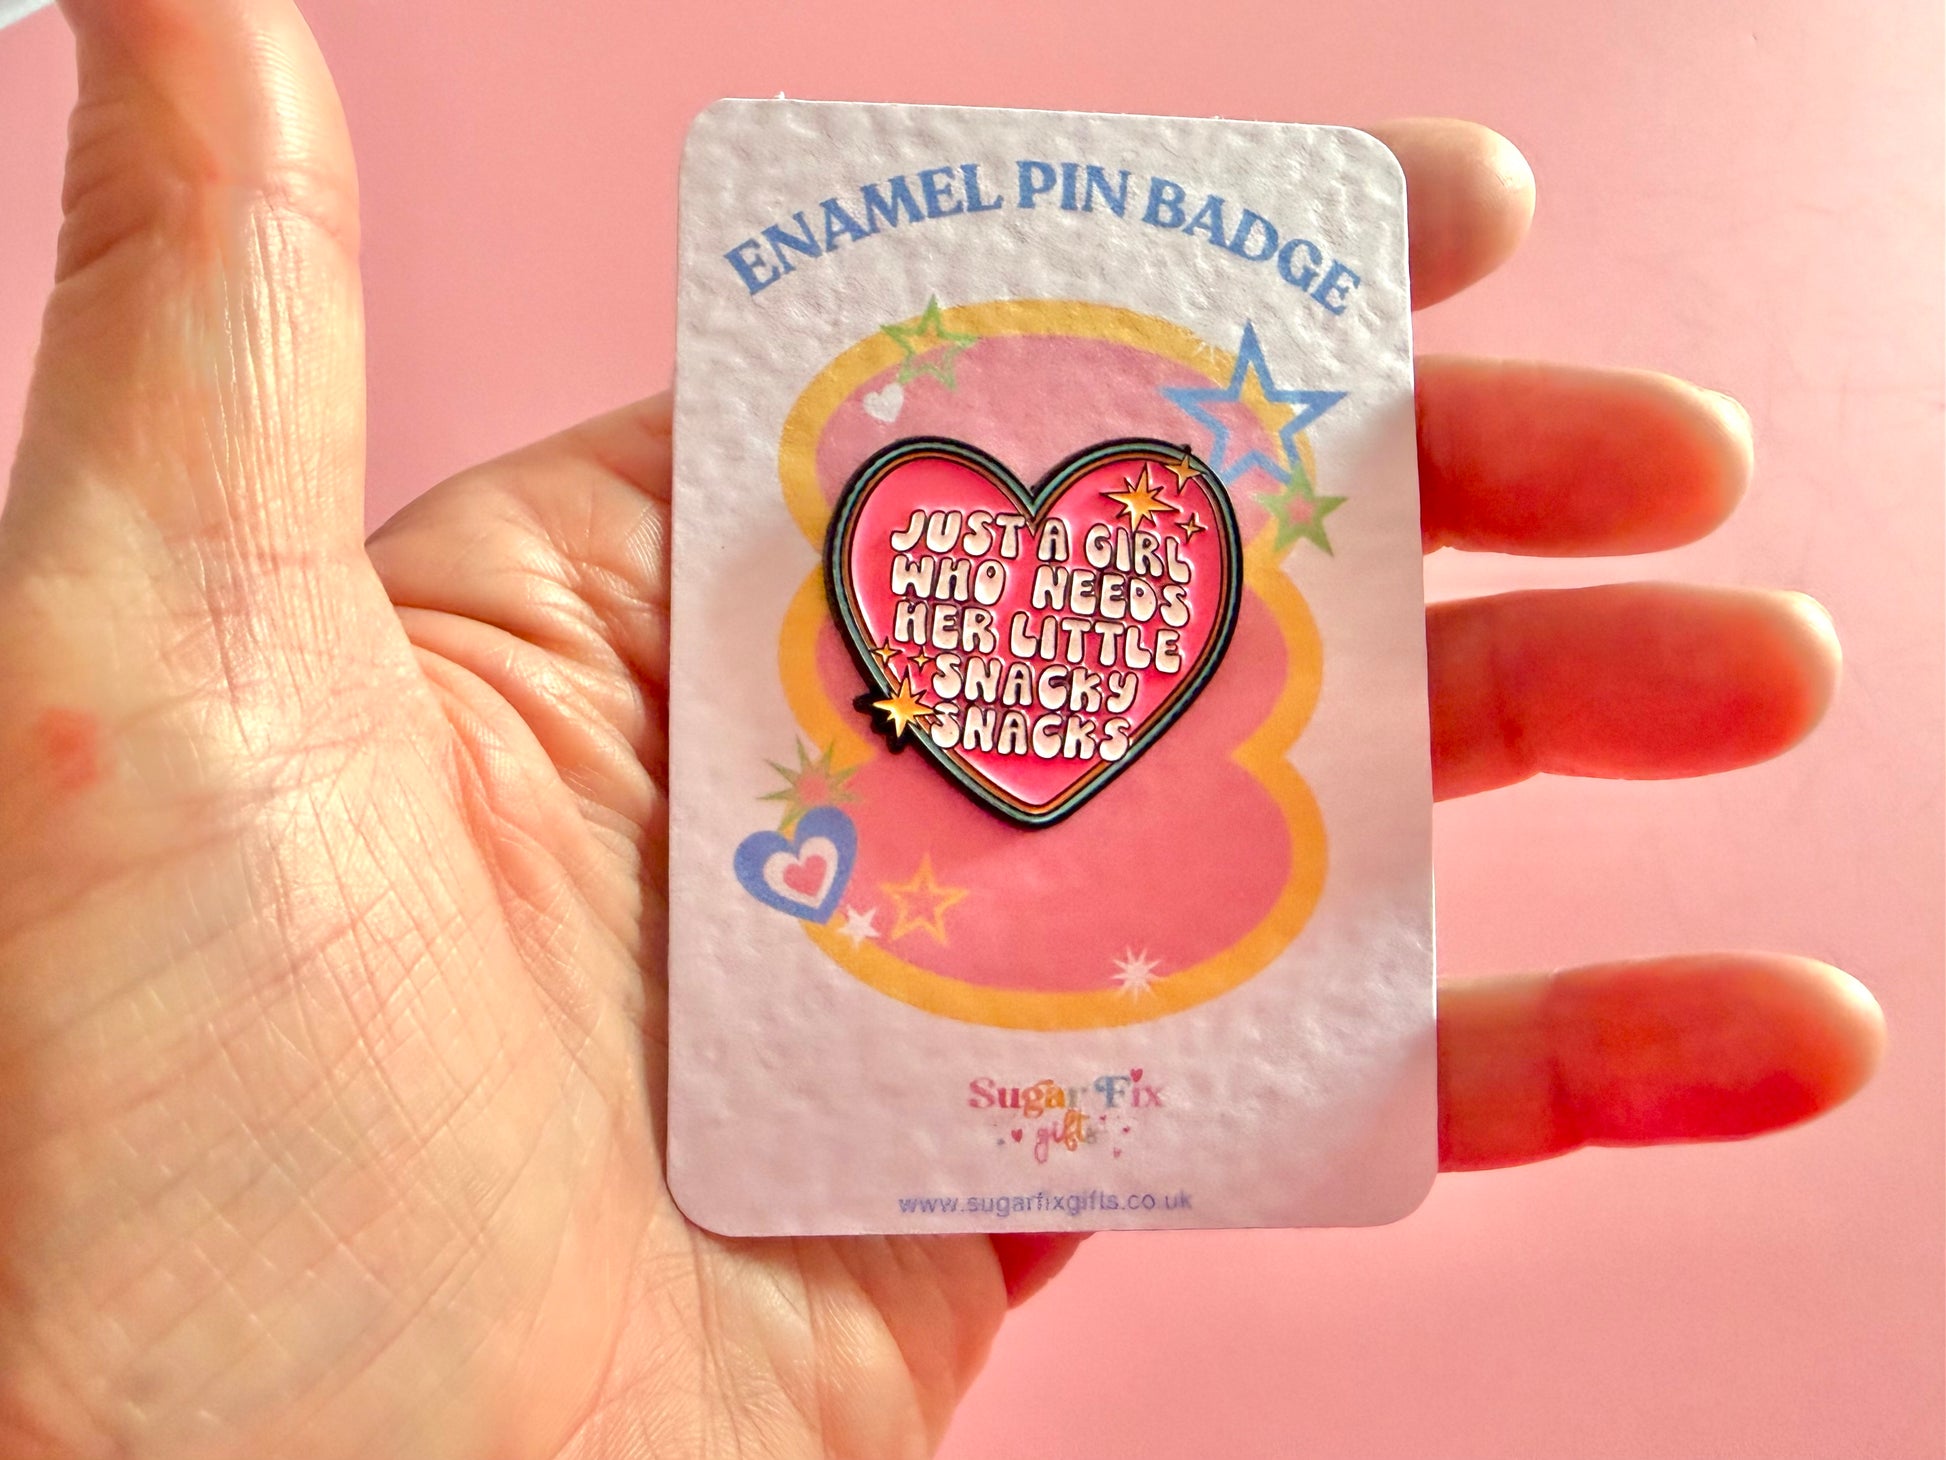 ENAMEL PIN BADGE
JUST A GIRL
WHO NEEDS
HER LITTLE
SNACKY
SNACKS
Sugar Fix
gifts
www.sugarfixgifts.co.uk